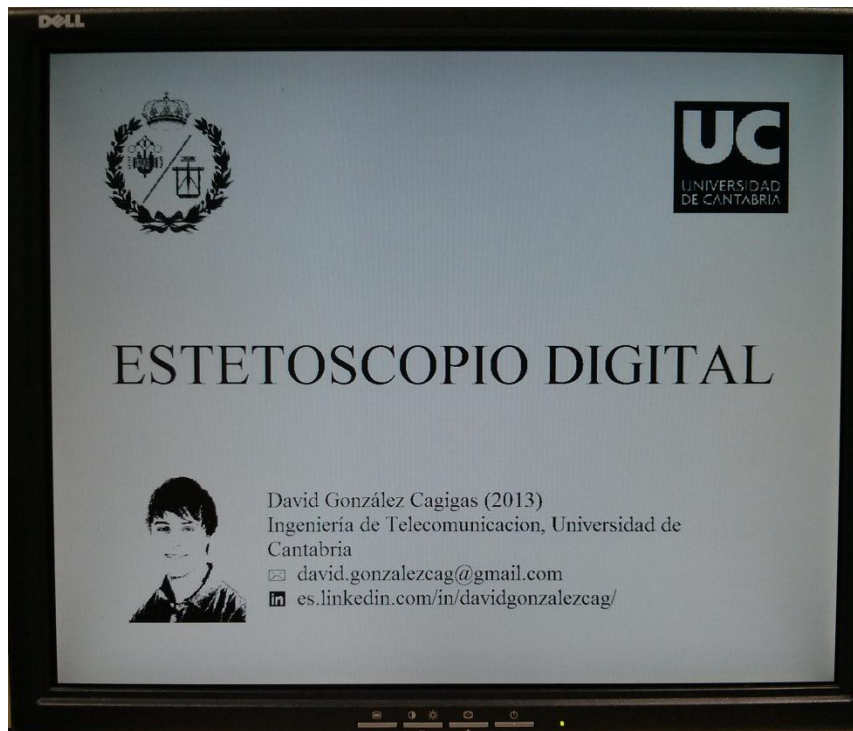 DELL
UC
UNIVERSIDAD
DE CANTABRIA
ESTETOSCOPIO DIGITAL
David González Cagigas (2013)
Ingeniería de Telecomunicacion, Universidad de
Cantabria
david.gonzalezcag@gmail.com
in es.linkedin.com/in/davidgonzalezcag/